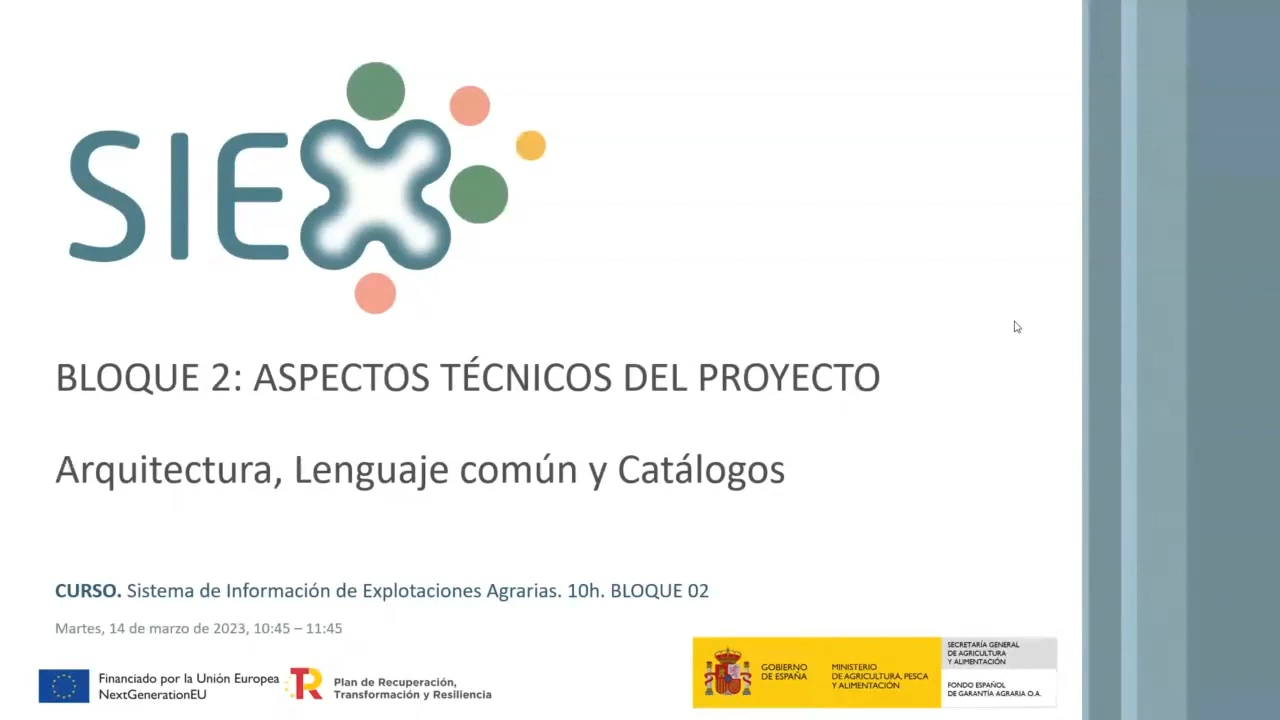 SIEX
BLOQUE 2: ASPECTOS TÉCNICOS DEL PROYECTO
Arquitectura, Lenguaje común y Catálogos
CURSO. Sistema de Información de Explotaciones Agrarias. 10h. BLOQUE 02
Martes, 14 de marzo de 2023, 10:45 – 11:45
Financiado por la Unión Europea
NextGenerationEU
R
Plan de Recuperación,
Transformación y Resiliencia
GOBIERNO
DE ESPAÑA
MINISTERIO
DE AGRICULTURA, PESCA
Y ALIMENTACIÓN
SECRETARÍA GENERAL
DE AGRICULTURA
Y ALIMENTACIÓN
FONDO ESPAÑOL
DE GARANTÍA AGRARIA O.A.